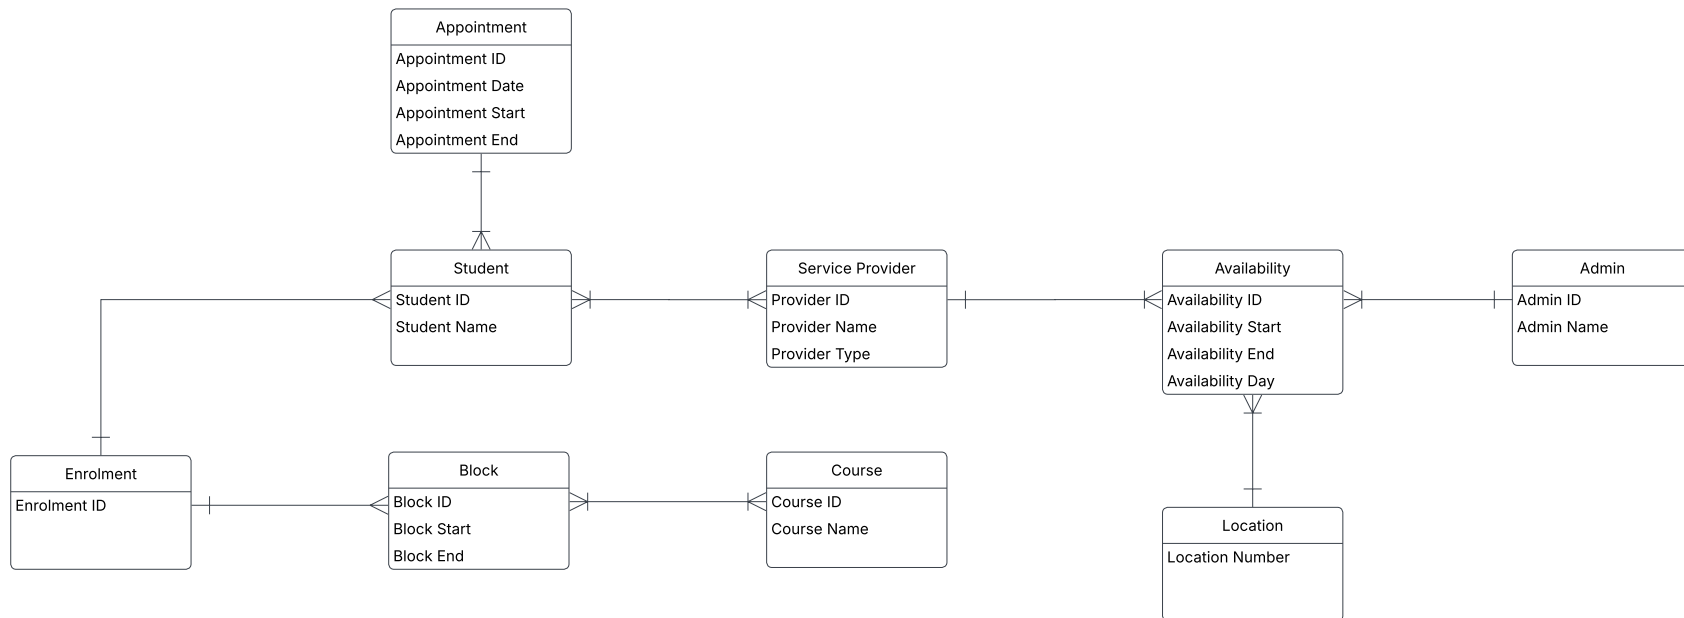 Appointment
Appointment ID
Appointment Date
Appointment Start
Appointment End
Student
Student ID
Student Name
Service Provider
Provider ID
Provider Name
Provider Type
Availability
Availability ID
Availability Start
Availability End
Availability Day
Admin
Admin ID
Admin Name
Enrolment
Enrolment ID
Block
Block ID
Block Start
Block End
Course
Course ID
Course Name
Location
Location Number